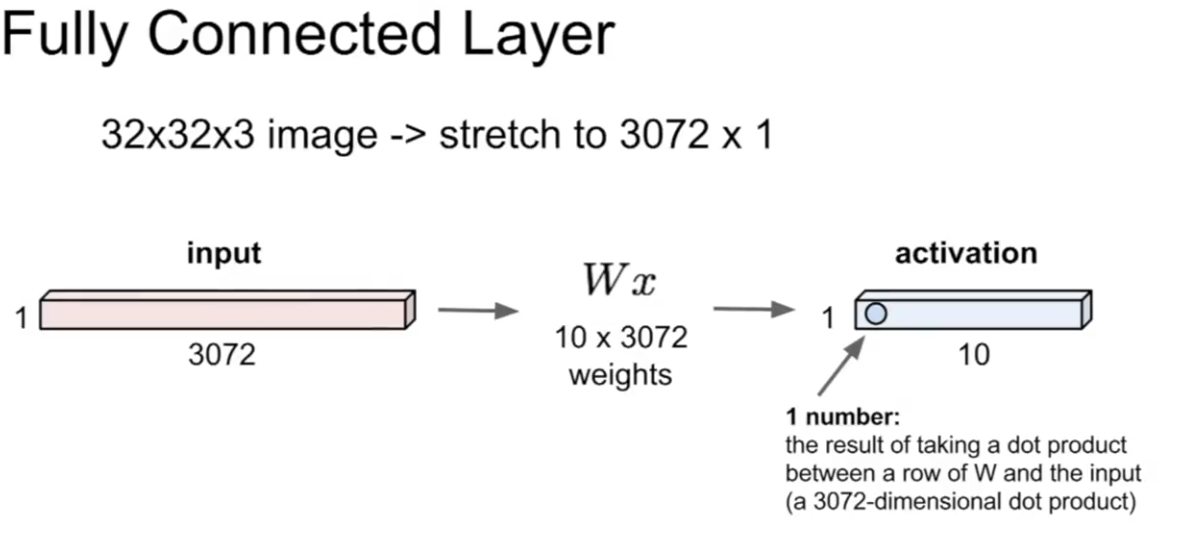 Fully Connected Layer
32x32x3 image -> stretch to 3072 x 1
input
1
3072
Wx
10 x 3072
weights
activation
1
10
1 number:
the result of taking a dot product
between a row of W and the input
(a 3072-dimensional dot product)